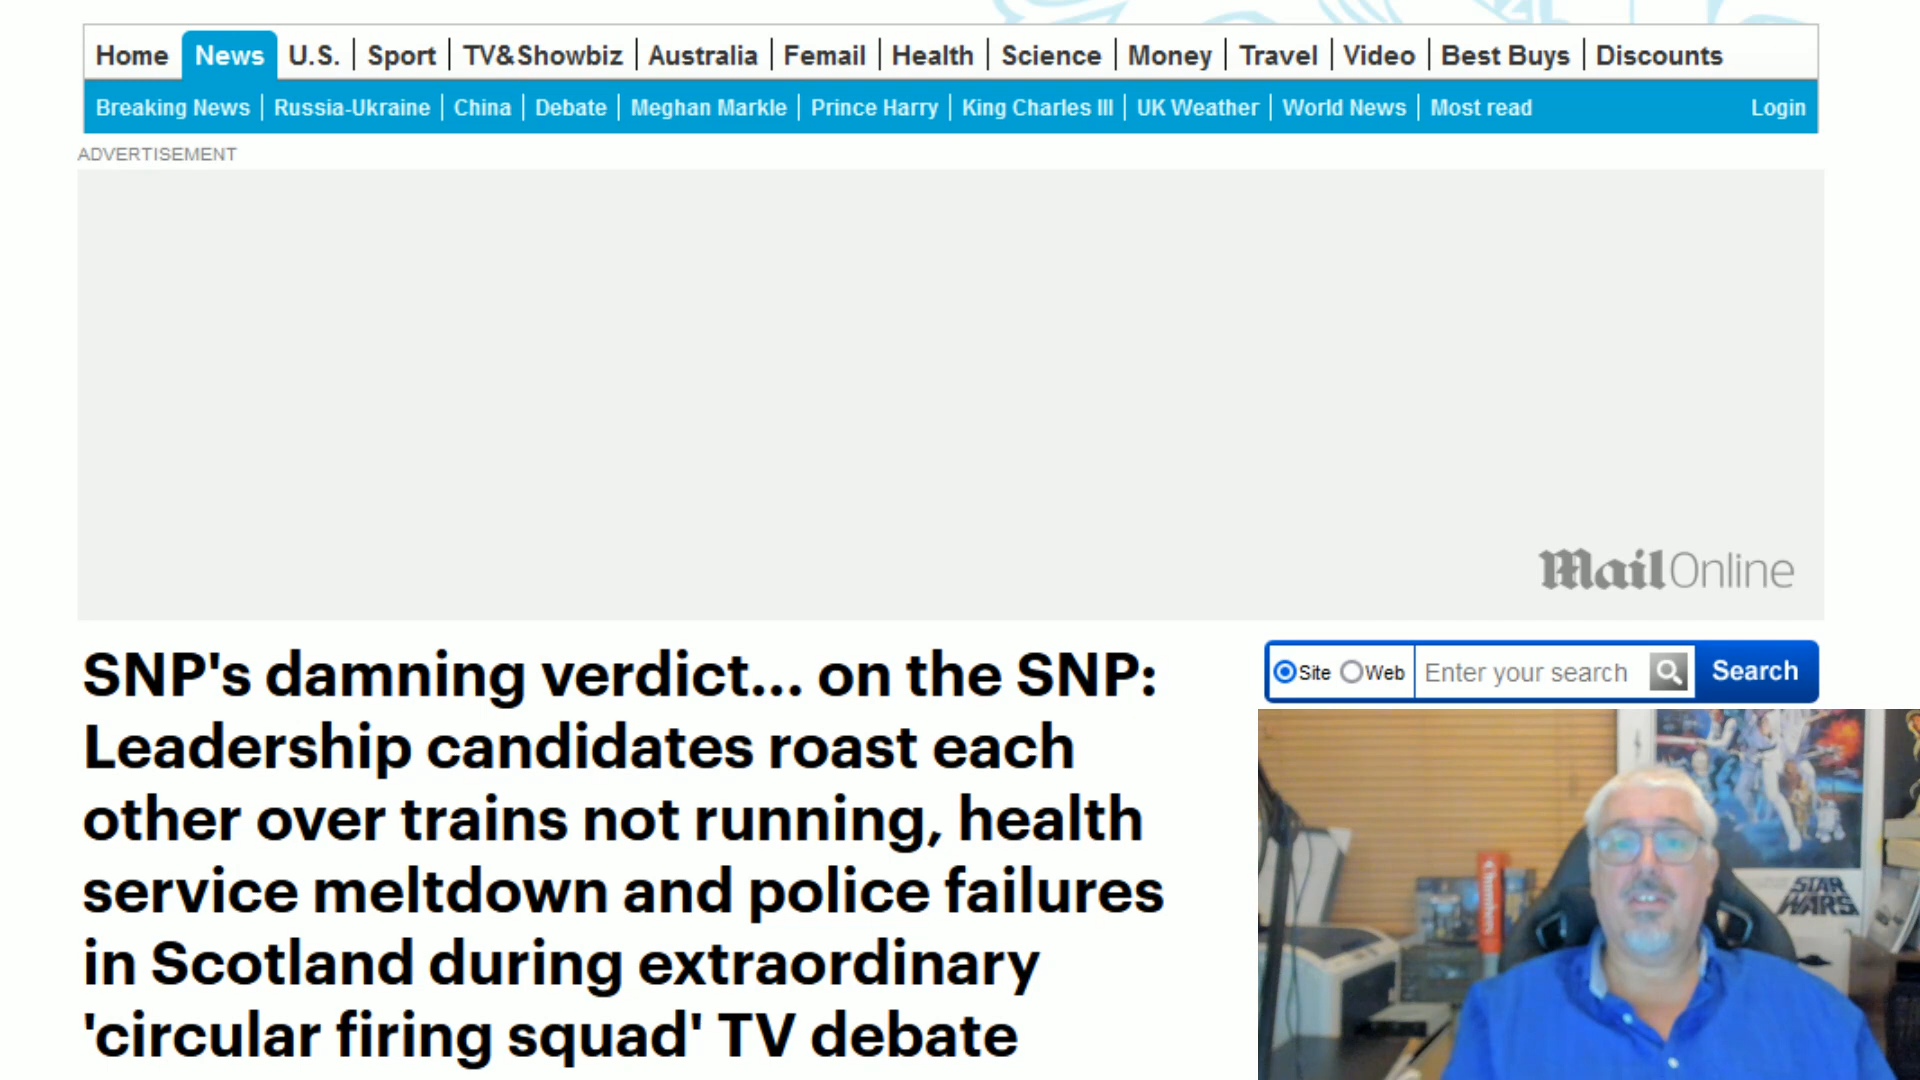 Home News U.S. Sport TV&Showbiz Australia Femail Health Science Money Travel Video Best Buys Discounts
Breaking News Russia-Ukraine China Debate Meghan Markle Prince Harry King Charles III UK Weather World News Most read Login
ADVERTISEMENT
MailOnline
SNP's damning verdict... on the SNP:
Leadership candidates roast each
other over trains not running, health
service meltdown and police failures
in Scotland during extraordinary
'circular firing squad' TV debate
Site Web Enter your search Search
STAR
WARS